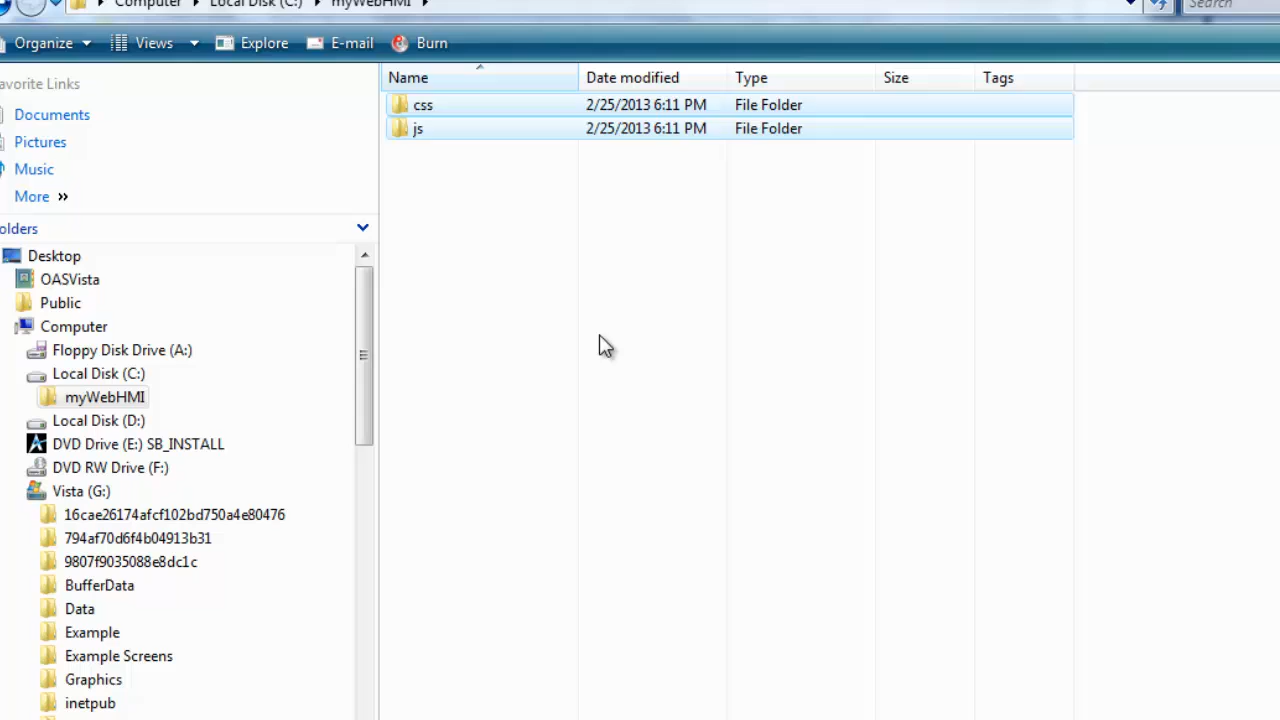 Computer Local Disk (C:) myWebHMI Search
Organize Views Explore E-mail Burn
avorite Links
Documents
Pictures
Music
More »
olders
Desktop
OASVista
Public
Computer
Floppy Disk Drive (A:)
Local Disk (C:)
myWebHMI
Local Disk (D:)
DVD Drive (E:) SB_INSTALL
DVD RW Drive (F:)
Vista (G:)
16cae26174afcf102bd750a4e80476
794af70d6f4b04913b31
9807f9035088e8dc1c
BufferData
Data
Example
Example Screens
Graphics
inetpub
Name Date modified Type Size Tags
css 2/25/2013 6:11 PM File Folder
js 2/25/2013 6:11 PM File Folder